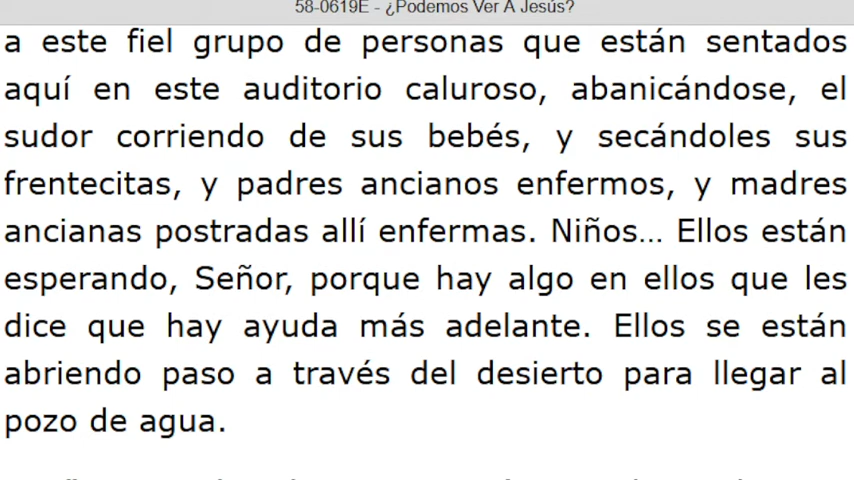 58-0619E - ¿Podemos Ver A Jesús?
a este fiel grupo de personas que están sentados
aquí en este auditorio caluroso, abanicándose, el
sudor corriendo de sus bebés, y secándoles sus
frentecitas, y padres ancianos enfermos, y madres
ancianas postradas allí enfermas. Niños... Ellos están
esperando, Señor, porque hay algo en ellos que les
dice que hay ayuda más adelante. Ellos se están
abriendo paso a través del desierto para llegar al
pozo de agua.